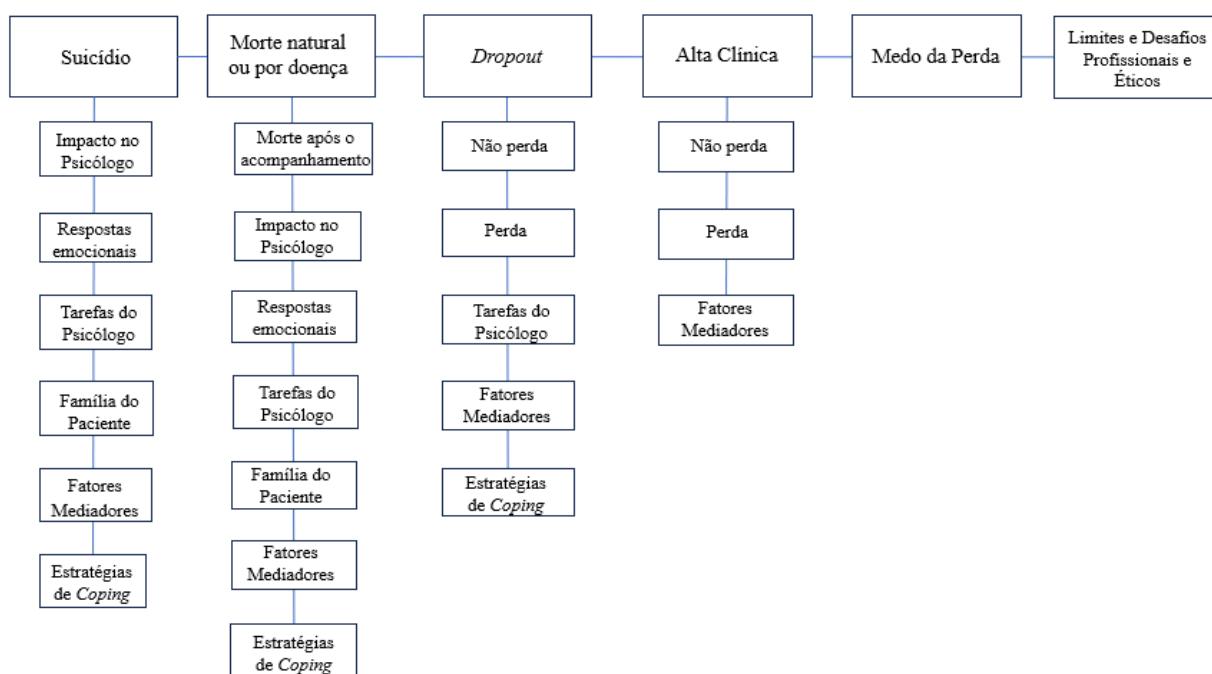 Suicídio
Morte natural
ou por doença
Dropout
Alta Clínica
Medo da Perda
Limites e Desafios
Profissionais e
Éticos
Impacto no
Psicólogo
Respostas
emocionais
Tarefas do
Psicólogo
Família do
Paciente
Fatores
Mediadores
Estratégias
de Coping
Morte após o
acompanhamento
Impacto no
Psicólogo
Respostas
emocionais
Tarefas do
Psicólogo
Família do
Paciente
Fatores
Mediadores
Estratégias
de Coping
Não perda
Perda
Tarefas do
Psicólogo
Fatores
Mediadores
Estratégias
de Coping
Não perda
Perda
Fatores
Mediadores